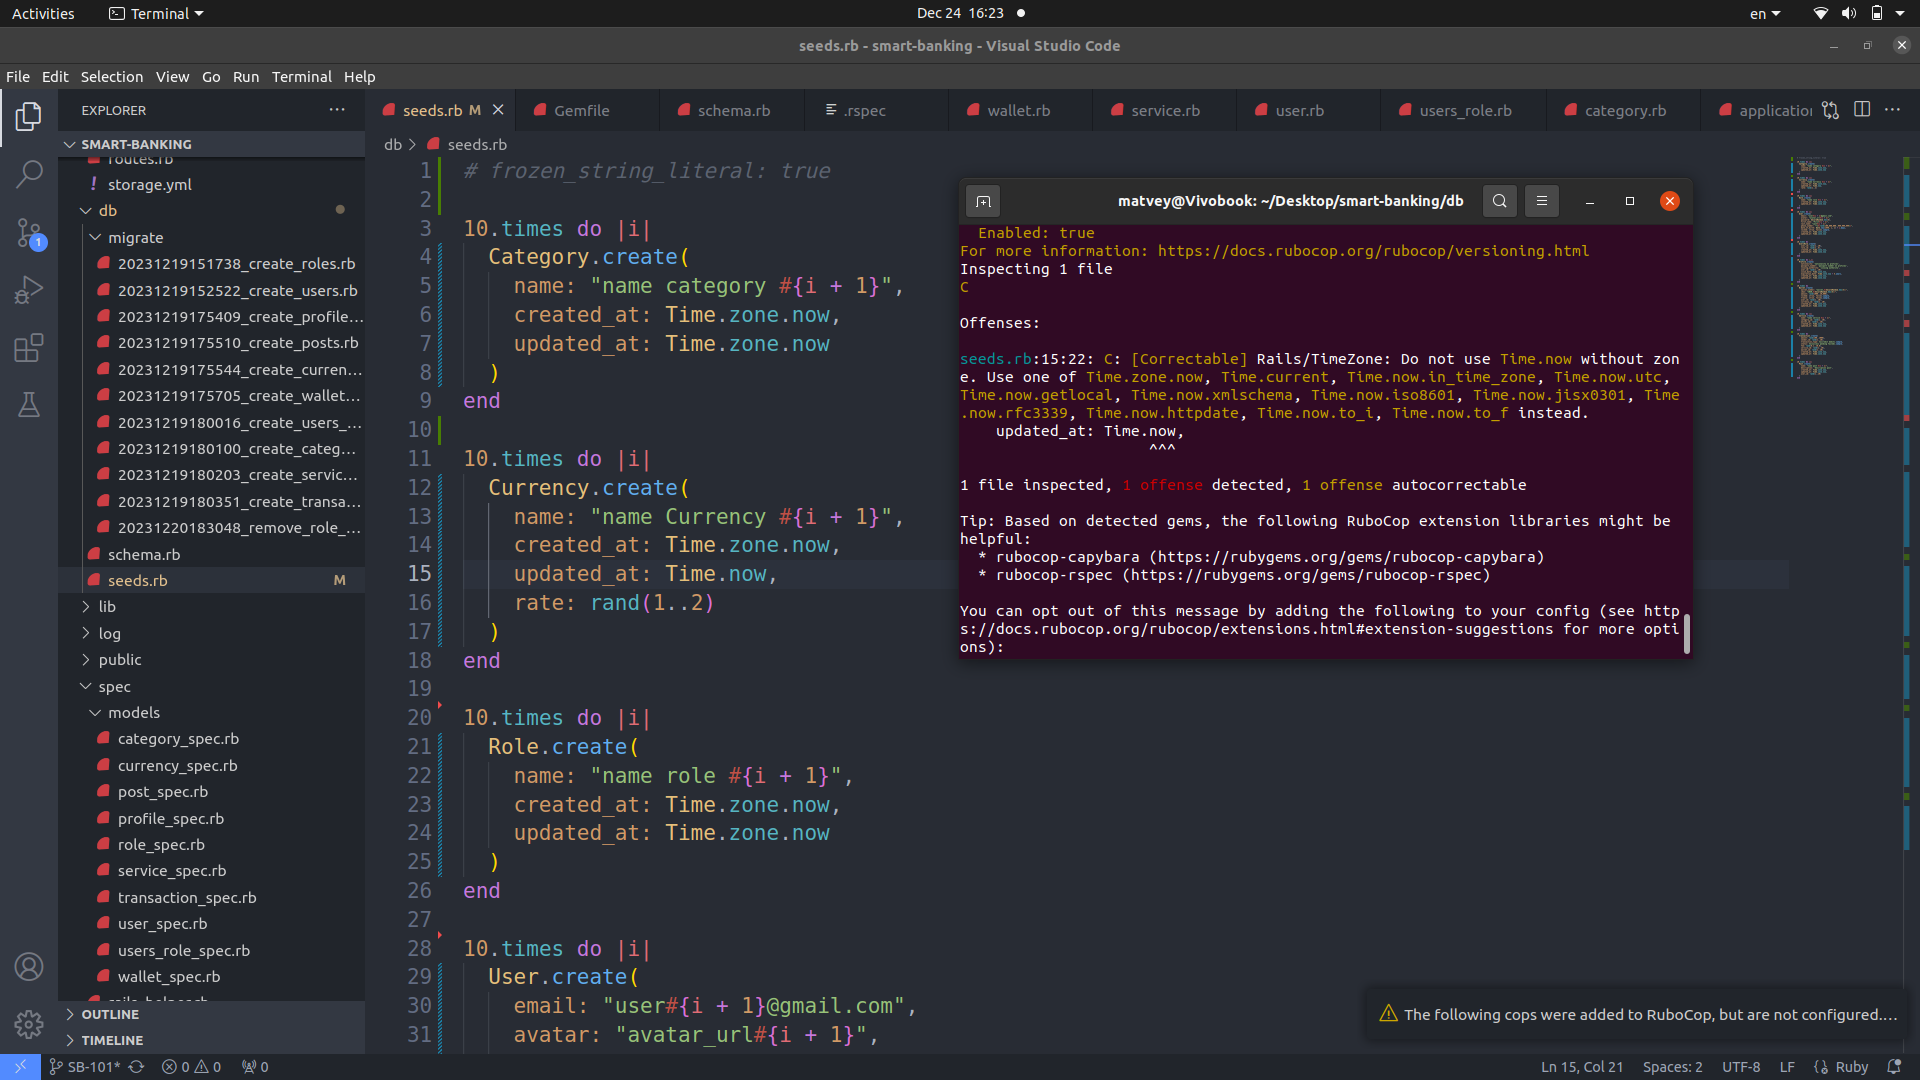 Activities
Terminal
Dec 24 16:23
en
seeds.rb - smart-banking - Visual Studio Code
File Edit Selection View Go Run Terminal Help
EXPLORER
SMART-BANKING
routes.rb
! storage.yml
db
migrate
20231219151738_create_roles.rb
20231219152522_create_users.rb
20231219175409_create_profile...
20231219175510_create_posts.rb
20231219175544_create_curren...
20231219175705_create_wallet...
20231219180016_create_users_...
20231219180100_create_categ...
20231219180203_create_servic...
20231219180351_create_transa...
20231220183048_remove_role_...
schema.rb
seeds.rb M
lib
log
public
spec
models
category_spec.rb
currency_spec.rb
post_spec.rb
profile_spec.rb
role_spec.rb
service_spec.rb
transaction_spec.rb
user_spec.rb
users_role_spec.rb
wallet_spec.rb
OUTLINE
TIMELINE
1
seeds.rb M
Gemfile
schema.rb
.rspec
wallet.rb
service.rb
user.rb
users_role.rb
category.rb
application
db > seeds.rb
1 # frozen_string_literal: true
2
3 10.times do |i|
4 Category.create(
5 name: "name category #{i + 1}",
6 created_at: Time.zone.now,
7 updated_at: Time.zone.now
8 )
9 end
10
11 10.times do |i|
12 Currency.create(
13 name: "name Currency #{i + 1}",
14 created_at: Time.zone.now,
15 updated_at: Time.now,
16 rate: rand(1..2)
17 )
18 end
19
20 10.times do |i|
21 Role.create(
22 name: "name role #{i + 1}",
23 created_at: Time.zone.now,
24 updated_at: Time.zone.now
25 )
26 end
27
28 10.times do |i|
29 User.create(
30 email: "user#{i + 1}@gmail.com",
31 avatar: "avatar_url#{i + 1}",
matvey@Vivobook: ~/Desktop/smart-banking/db
Enabled: true
For more information: https://docs.rubocop.org/rubocop/versioning.html
Inspecting 1 file
C
Offenses:
seeds.rb:15:22: C: [Correctable] Rails/TimeZone: Do not use Time.now without zon
e. Use one of Time.zone.now, Time.current, Time.now.in_time_zone, Time.now.utc,
Time.now.getlocal, Time.now.xmlschema, Time.now.iso8601, Time.now.jisx0301, Time
.now.rfc3339, Time.now.httpdate, Time.now.to_i, Time.now.to_f instead.
updated_at: Time.now,
^^^
1 file inspected, 1 offense detected, 1 offense autocorrectable
Tip: Based on detected gems, the following RuboCop extension libraries might be
helpful:
* rubocop-capybara (https://rubygems.org/gems/rubocop-capybara)
* rubocop-rspec (https://rubygems.org/gems/rubocop-rspec)
You can opt out of this message by adding the following to your config (see http
s://docs.rubocop.org/rubocop/extensions.html#extension-suggestions for more opti
ons):
The following cops were added to RuboCop, but are not configured....
SB-101*
0 0
0
Ln 15, Col 21
Spaces: 2
UTF-8
LF
Ruby